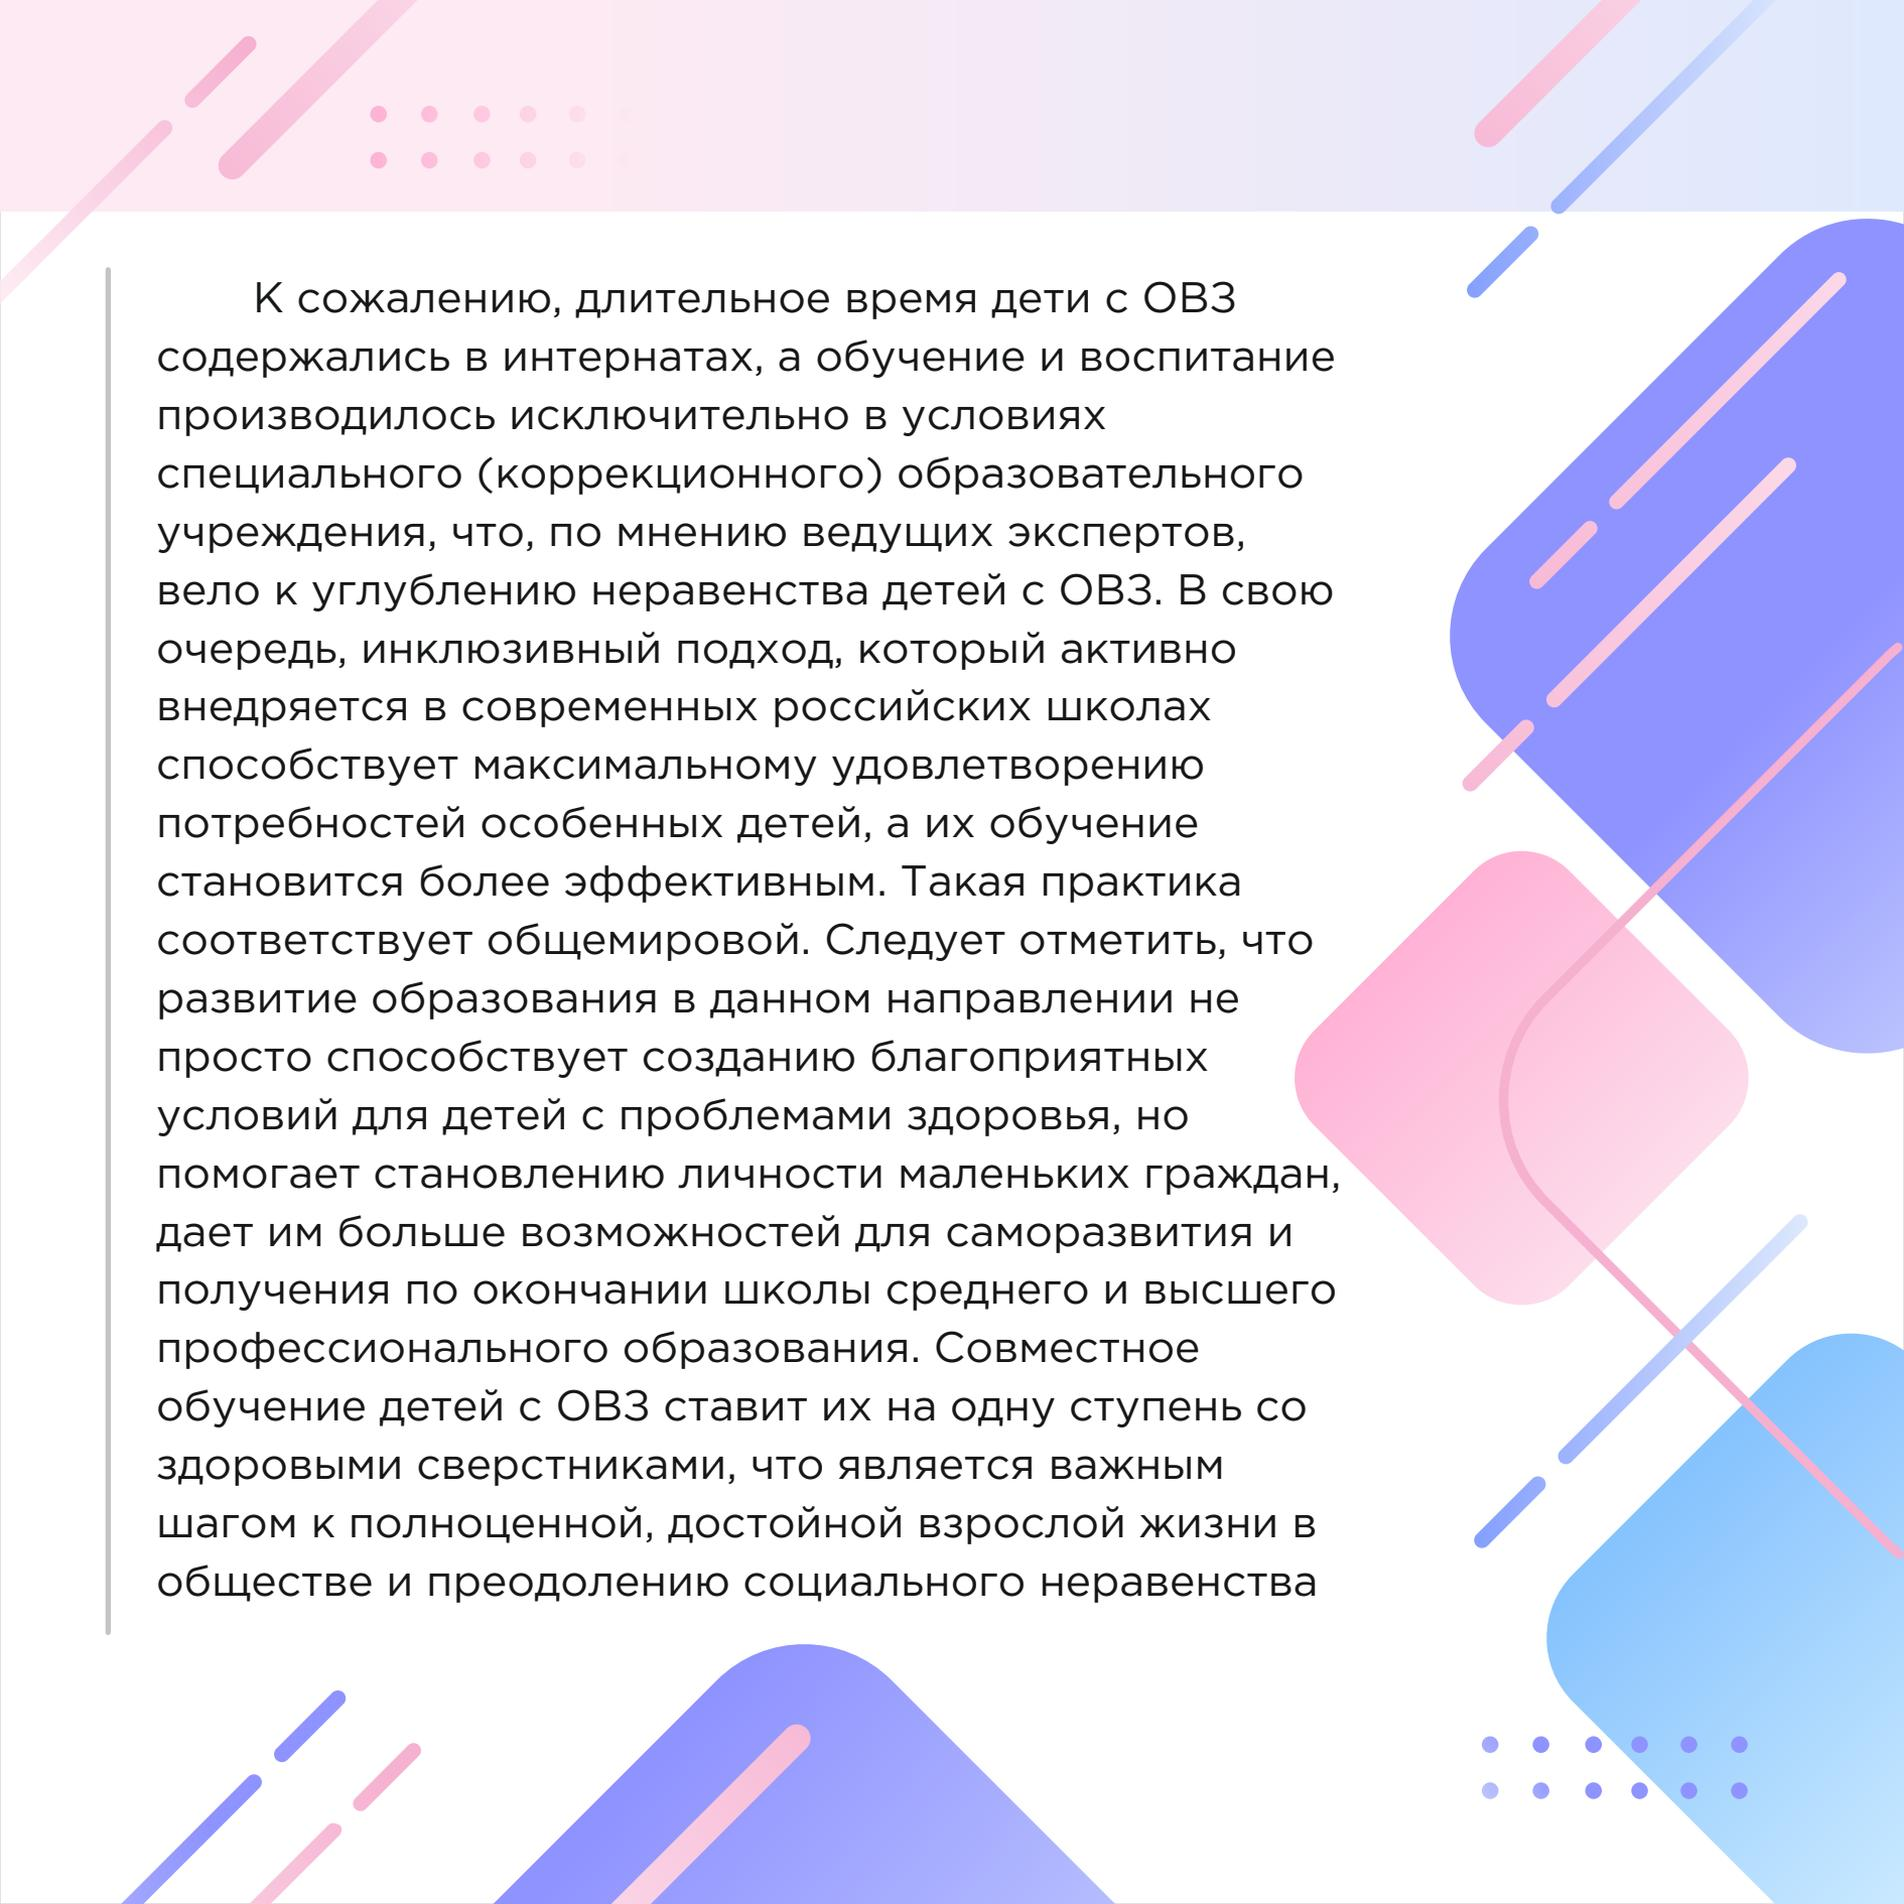 К сожалению, длительное время дети с ОВЗ
содержались в интернатах, а обучение и воспитание
производилось исключительно в условиях
специального (коррекционного) образовательного
учреждения, что, по мнению ведущих экспертов,
вело к углублению неравенства детей с ОВЗ. В свою
очередь, инклюзивный подход, который активно
внедряется в современных российских школах
способствует максимальному удовлетворению
потребностей особенных детей, а их обучение
становится более эффективным. Такая практика
соответствует общемировой. Следует отметить, что
развитие образования в данном направлении не
просто способствует созданию благоприятных
условий для детей с проблемами здоровья, но
помогает становлению личности маленьких граждан,
дает им больше возможностей для саморазвития и
получения по окончании школы среднего и высшего
профессионального образования. Совместное
обучение детей с ОВЗ ставит их на одну ступень со
здоровыми сверстниками, что является важным
шагом к полноценной, достойной взрослой жизни в
обществе и преодолению социального неравенства